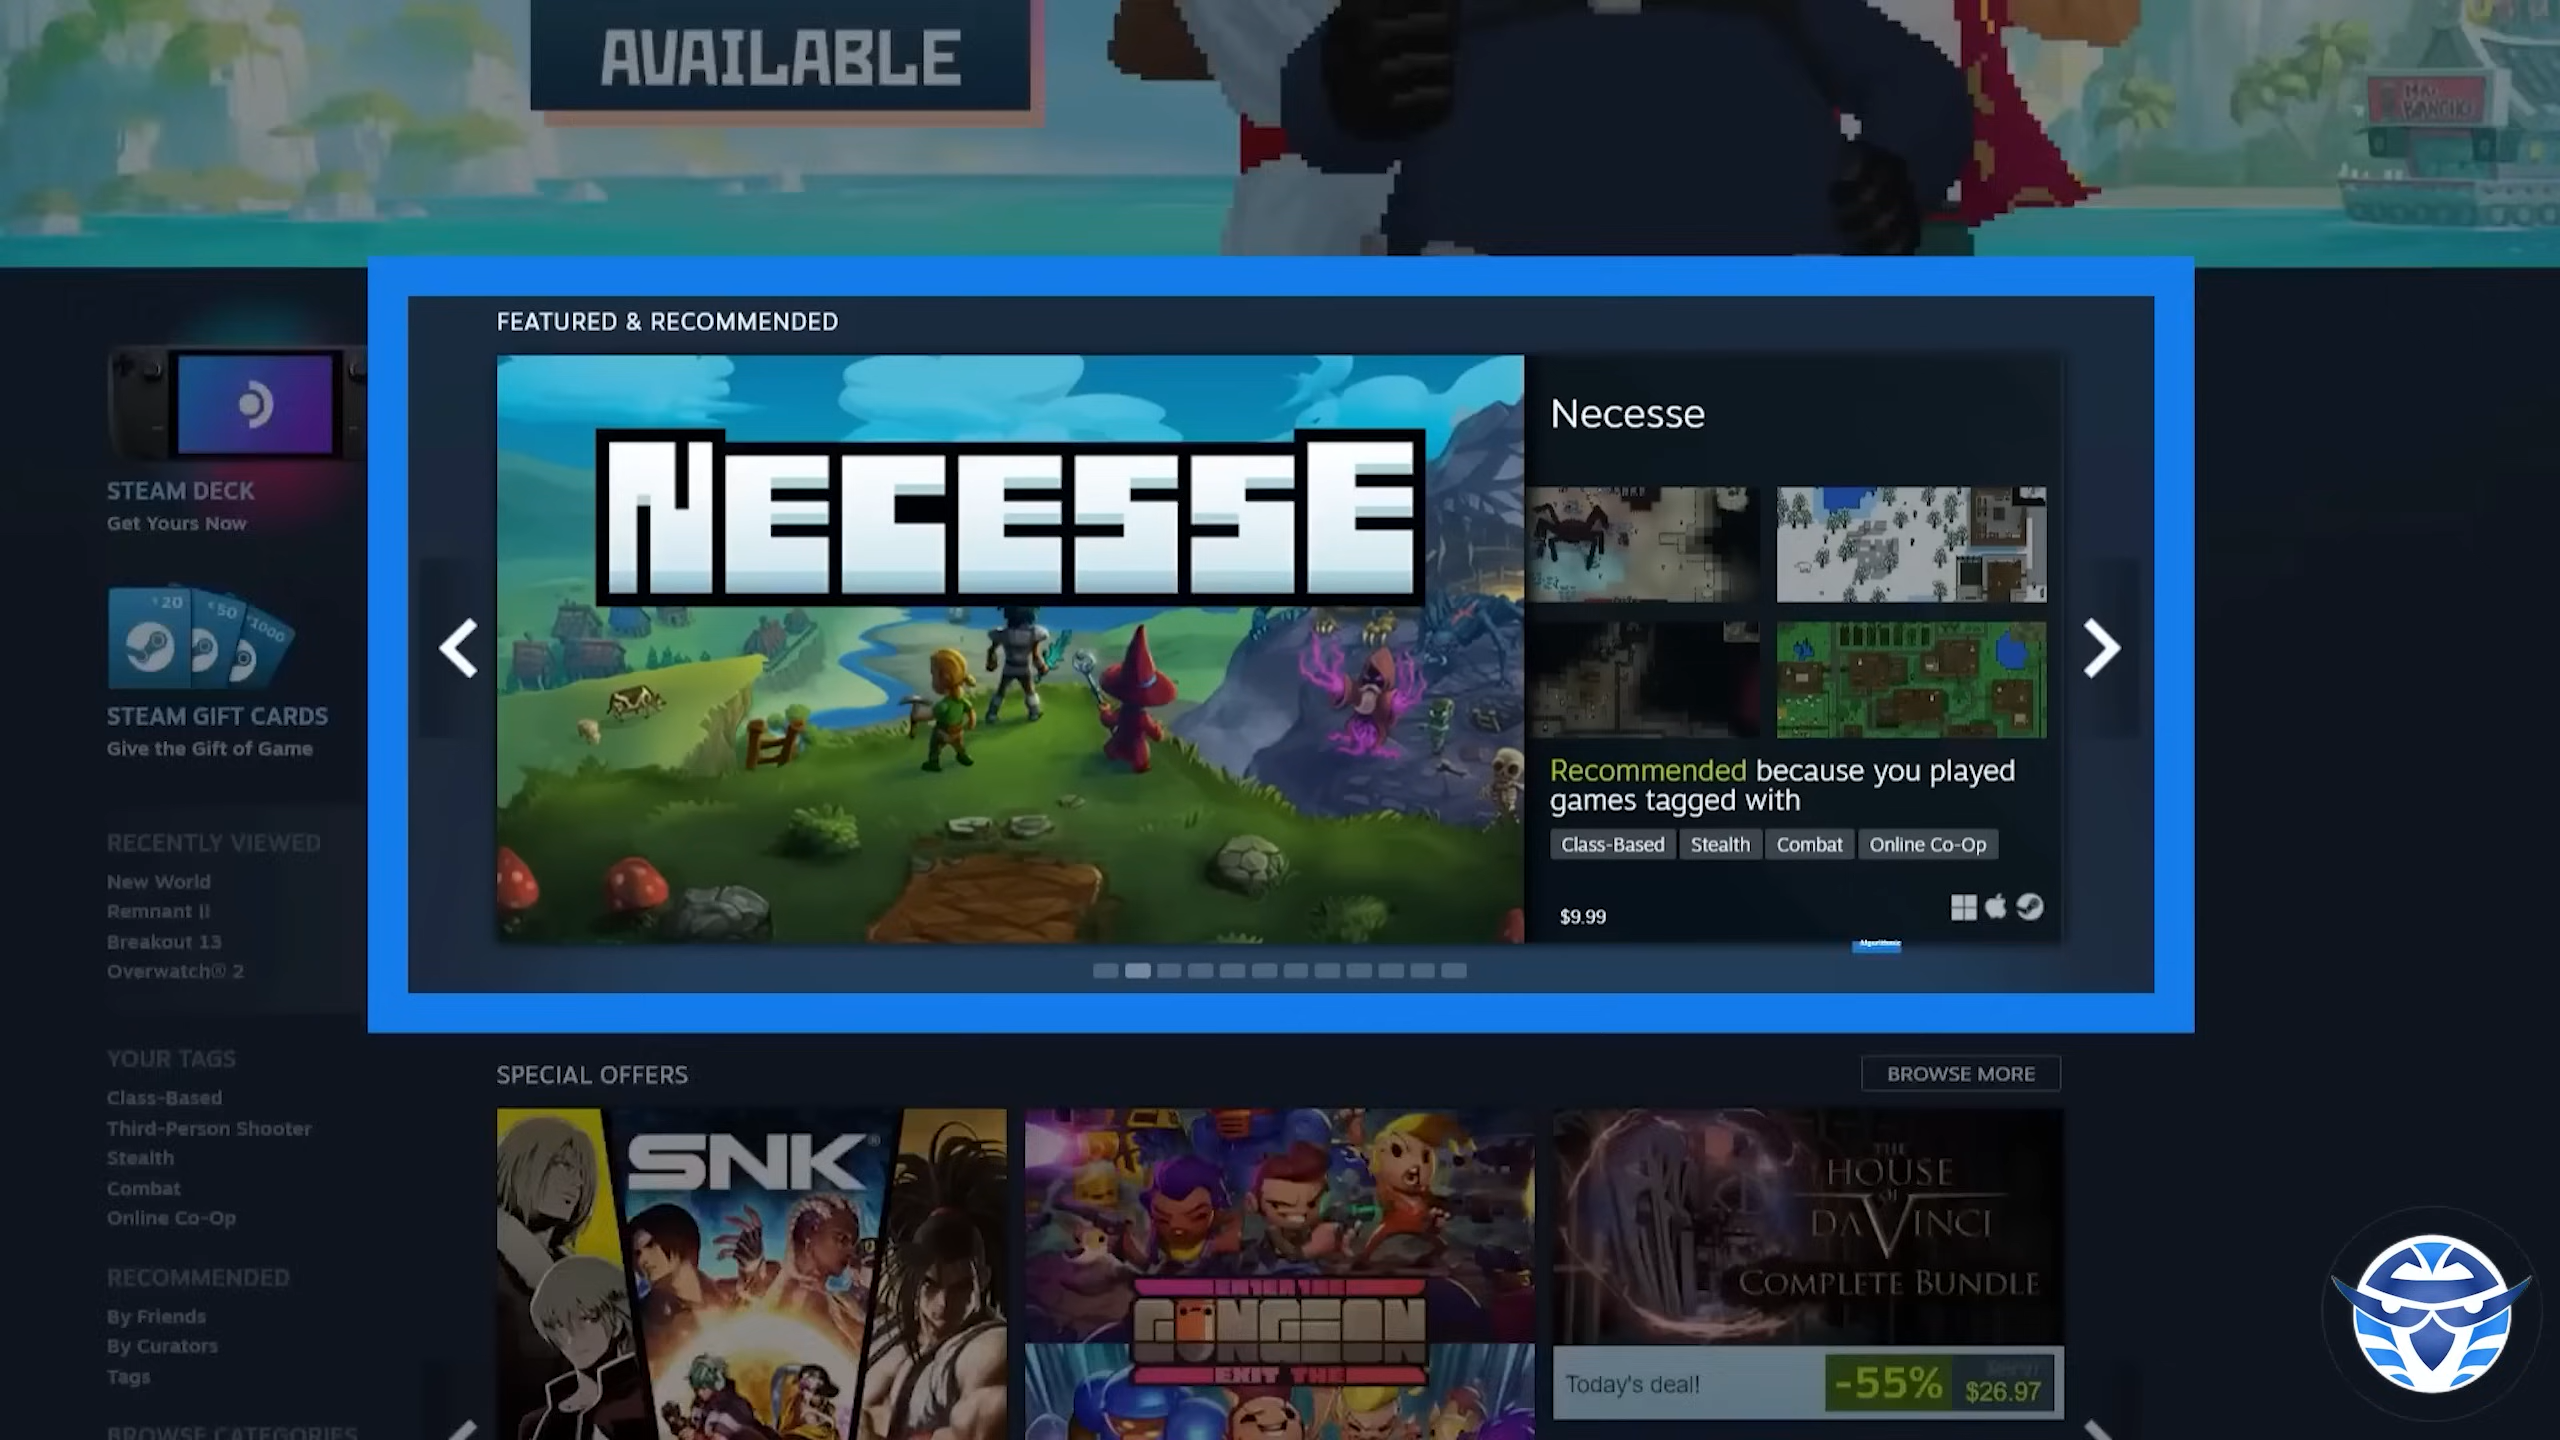 AVAILABLE
FEATURED & RECOMMENDED
NECESSE
Necesse
Recommended because you played
games tagged with
Class-Based Stealth Combat Online Co-Op
$9.99
STEAM DECK
Get Yours Now
20 50 1000
STEAM GIFT CARDS
Give the Gift of Game
RECENTLY VIEWED
New World
Remnant II
Breakout 13
Overwatch® 2
YOUR TAGS
Class-Based
Third-Person Shooter
Stealth
Combat
Online Co-Op
RECOMMENDED
By Friends
By Curators
Tags
BROWSE CATEGORIES
SPECIAL OFFERS
BROWSE MORE
SNK®
ENTER THE
GUNGEON
EXIT THE
THE
HOUSE
OF
DA VINCI
COMPLETE BUNDLE
Today's deal!
-55%
$26.97